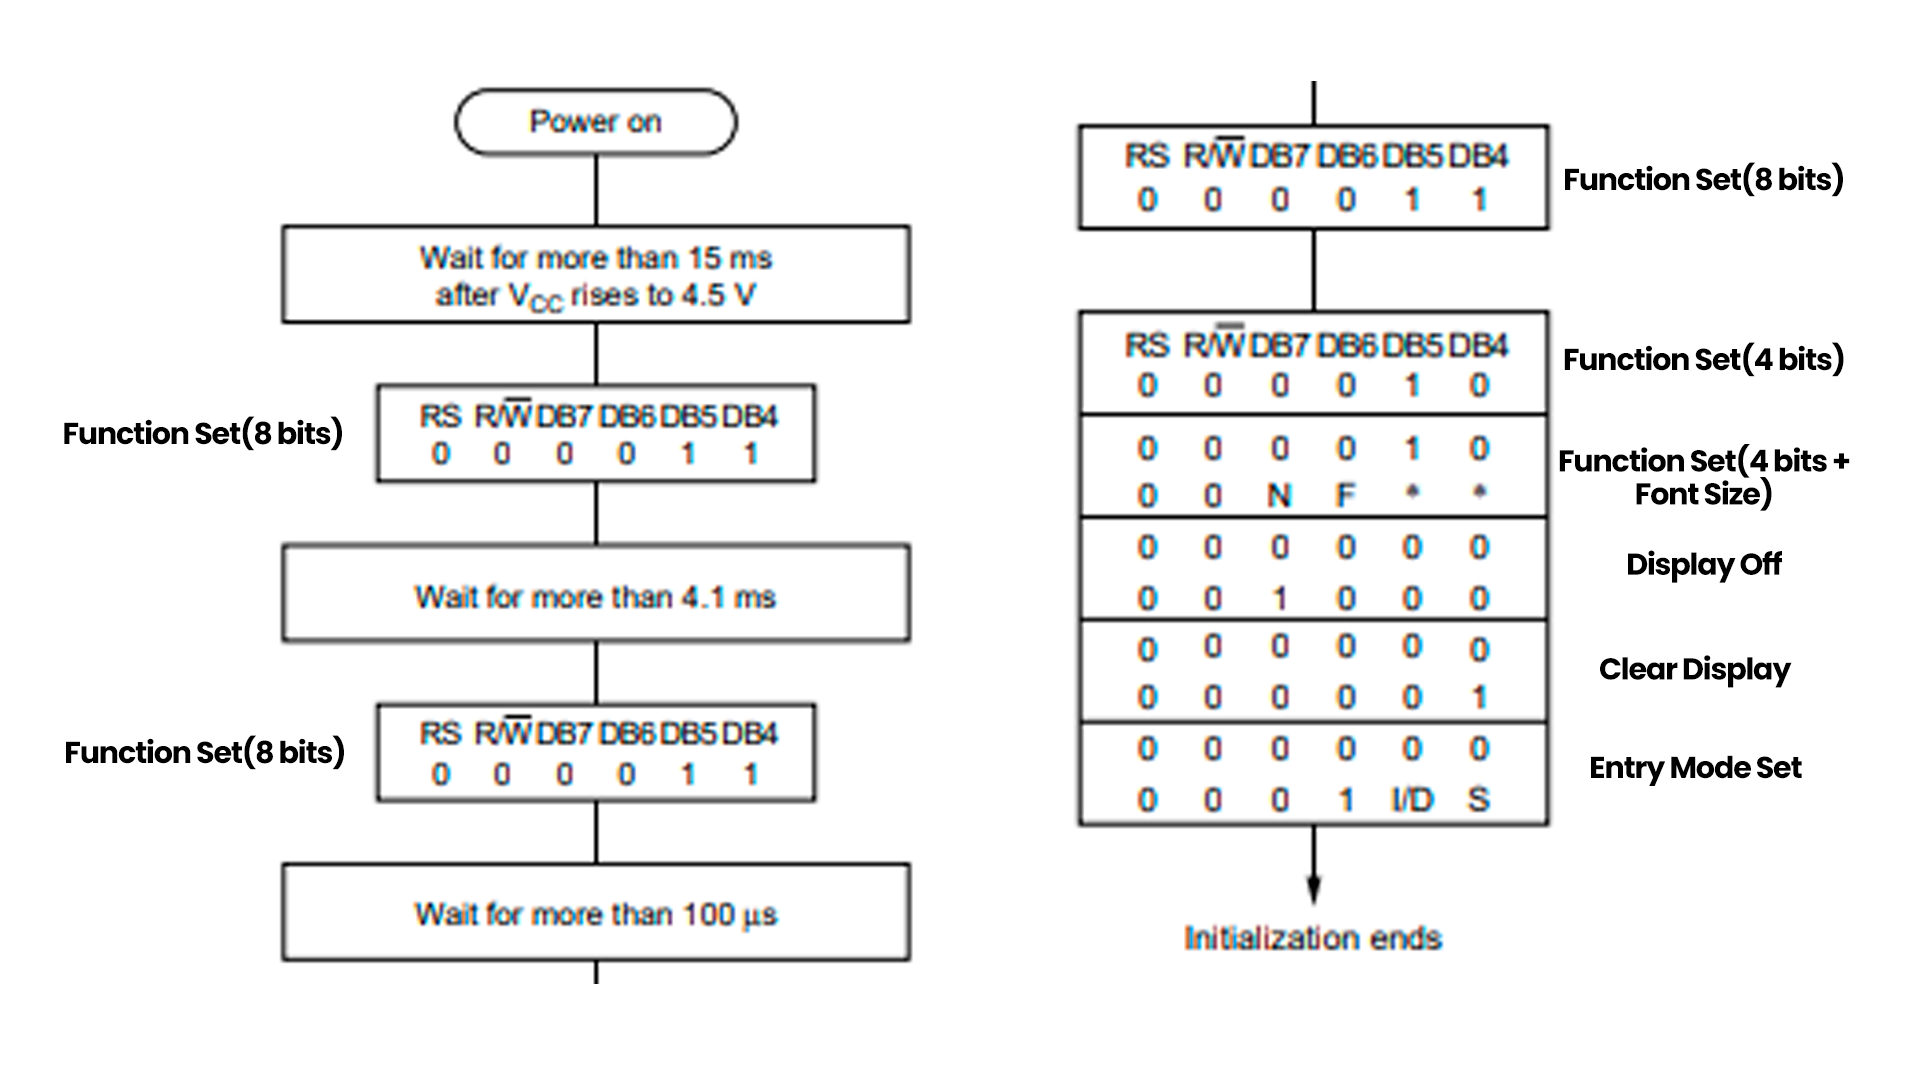 Power on
Wait for more than 15 ms
after VCC rises to 4.5 V
Function Set(8 bits)
RS R/W̅ DB7 DB6 DB5 DB4
0 0 0 0 1 1
Wait for more than 4.1 ms
Function Set(8 bits)
RS R/W̅ DB7 DB6 DB5 DB4
0 0 0 0 1 1
Wait for more than 100 µs
RS R/W̅ DB7 DB6 DB5 DB4
0 0 0 0 1 1
Function Set(8 bits)
RS R/W̅ DB7 DB6 DB5 DB4
0 0 0 0 1 0
Function Set(4 bits)
0 0 0 0 1 0
0 0 N F * *
Function Set(4 bits +
Font Size)
0 0 0 0 0 0
0 0 1 0 0 0
Display Off
0 0 0 0 0 0
0 0 0 0 0 1
Clear Display
0 0 0 0 0 0
0 0 0 1 I/D S
Entry Mode Set
Initialization ends